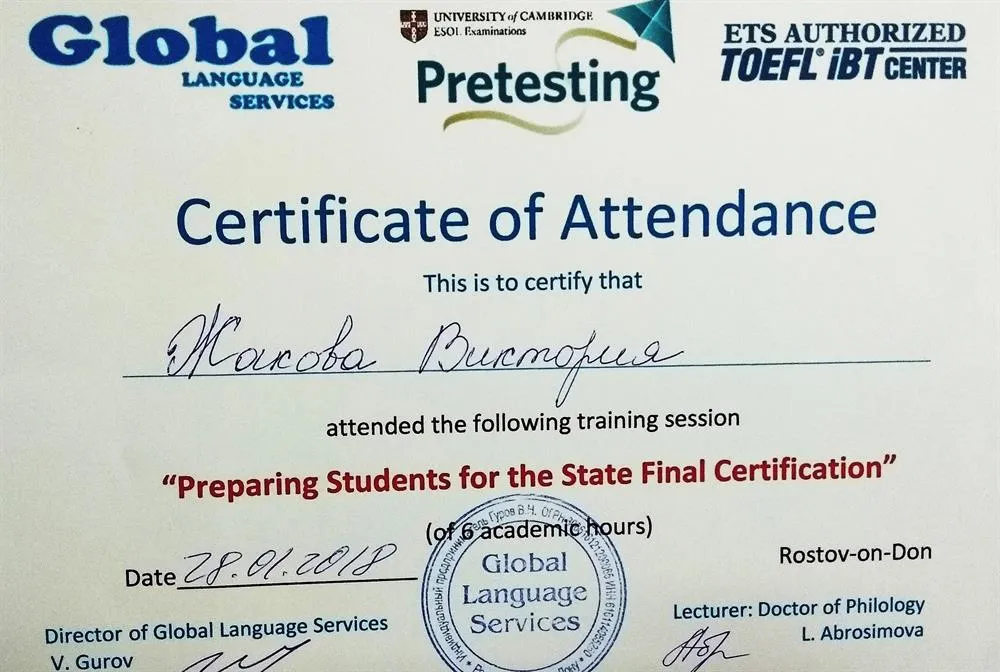 Global
LANGUAGE
SERVICES
UNIVERSITY of CAMBRIDGE
ESOL Examinations
Pretesting
ETS AUTHORIZED
TOEFL® iBT CENTER
Certificate of Attendance
This is to certify that
Жакова Виктория
attended the following training session
“Preparing Students for the State Final Certification”
(of 6 academic hours)
Date 28.01.2018
Rostov-on-Don
Индивидуальный предприниматель Гуров В.Ч.
Global
Language
Services
Director of Global Language Services
V. Gurov
Lecturer: Doctor of Philology
L. Abrosimova